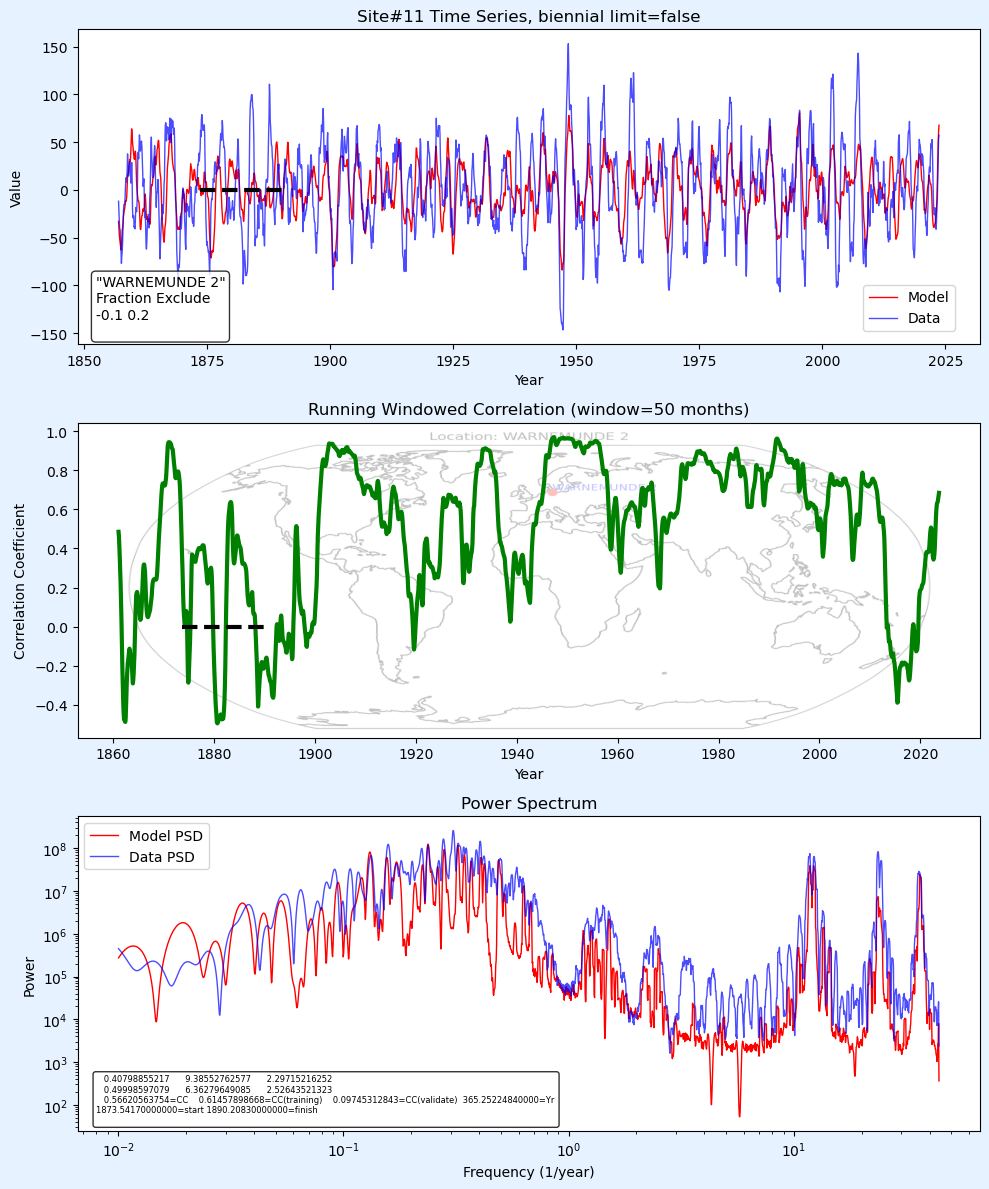 Site#11 Time Series, biennial limit=false
150
100
50
0
−50
−100
−150
Value
"WARNEMUNDE 2"
Fraction Exclude
-0.1 0.2
Model
Data
1850 1875 1900 1925 1950 1975 2000 2025
Year
Running Windowed Correlation (window=50 months)
Location: WARNEMUNDE 2
WARNEMUNDE
1.0
0.8
0.6
0.4
0.2
0.0
−0.2
−0.4
Correlation Coefficient
1860 1880 1900 1920 1940 1960 1980 2000 2020
Year
Power Spectrum
Model PSD
Data PSD
10⁸
10⁷
10⁶
10⁵
10⁴
10³
10²
Power
0.40798855217 9.38552762577 2.29715216252
0.49998597079 6.36279649085 2.52643521323
0.56620563754=CC 0.61457898668=CC(training) 0.09745312843=CC(validate) 365.25224840000=Yr
1873.54170000000=start 1890.20830000000=finish
10⁻² 10⁻¹ 10⁰ 10¹
Frequency (1/year)